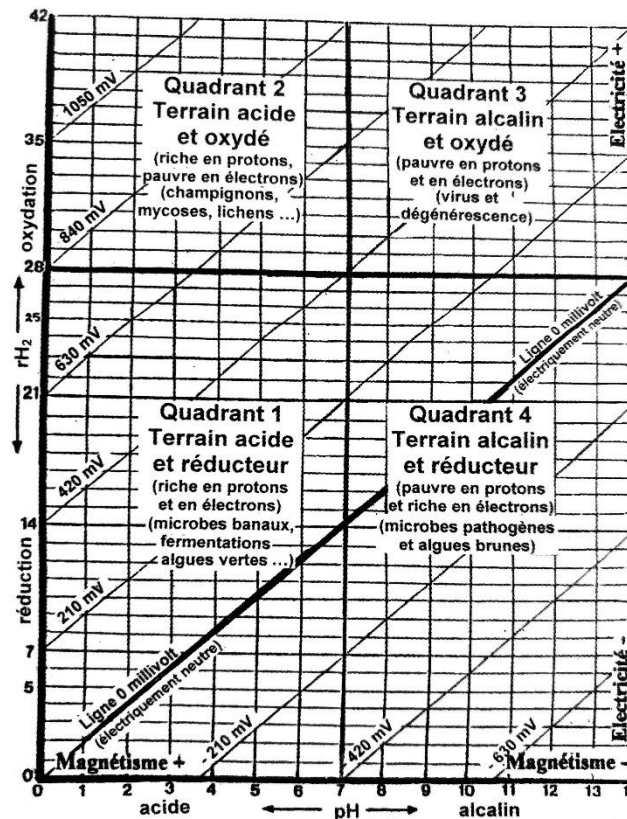 42
35
28
25
21
14
7
5
0
oxydation
rH₂
réduction
1050 mV
840 mV
630 mV
420 mV
210 mV
Quadrant 2
Terrain acide
et oxydé
(riche en protons,
pauvre en électrons)
(champignons,
mycoses, lichens ...)
Quadrant 3
Terrain alcalin
et oxydé
(pauvre en protons
et en électrons)
(virus et
dégénérescence)
Electricité +
Ligne 0 millivolt
(électriquement neutre)
Quadrant 1
Terrain acide
et réducteur
(riche en protons
et en électrons)
(microbes banaux,
fermentations
algues vertes ...)
Quadrant 4
Terrain alcalin
et réducteur
(pauvre en protons
et riche en électrons)
(microbes pathogènes
et algues brunes)
Ligne 0 millivolt
(électriquement neutre)
- 210 mV
- 420 mV
- 630 mV
Electricité -
Magnétisme +
Magnétisme -
0 1 2 3 4 5 6 7 8 9 10 11 12 13
acide
pH
alcalin